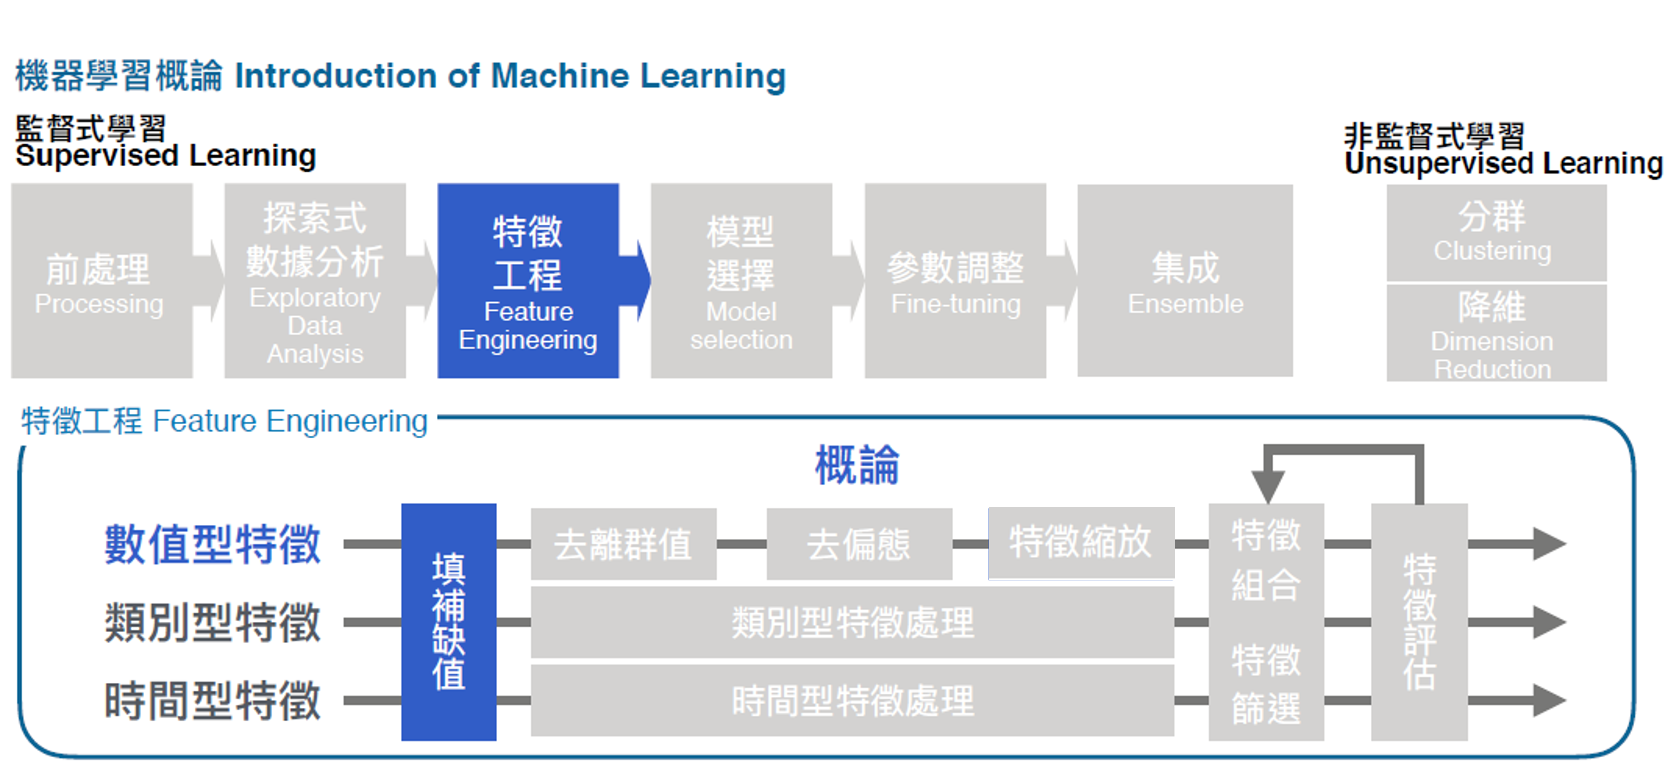 機器學習概論 Introduction of Machine Learning
監督式學習
Supervised Learning
非監督式學習
Unsupervised Learning
前處理
Processing
探索式
數據分析
Exploratory
Data
Analysis
特徵
工程
Feature
Engineering
模型
選擇
Model
selection
參數調整
Fine-tuning
集成
Ensemble
分群
Clustering
降維
Dimension
Reduction
特徵工程 Feature Engineering
概論
數值型特徵
類別型特徵
時間型特徵
填補缺值
去離群值
去偏態
特徵縮放
類別型特徵處理
時間型特徵處理
特徵
組合
特徵
篩選
特徵評估